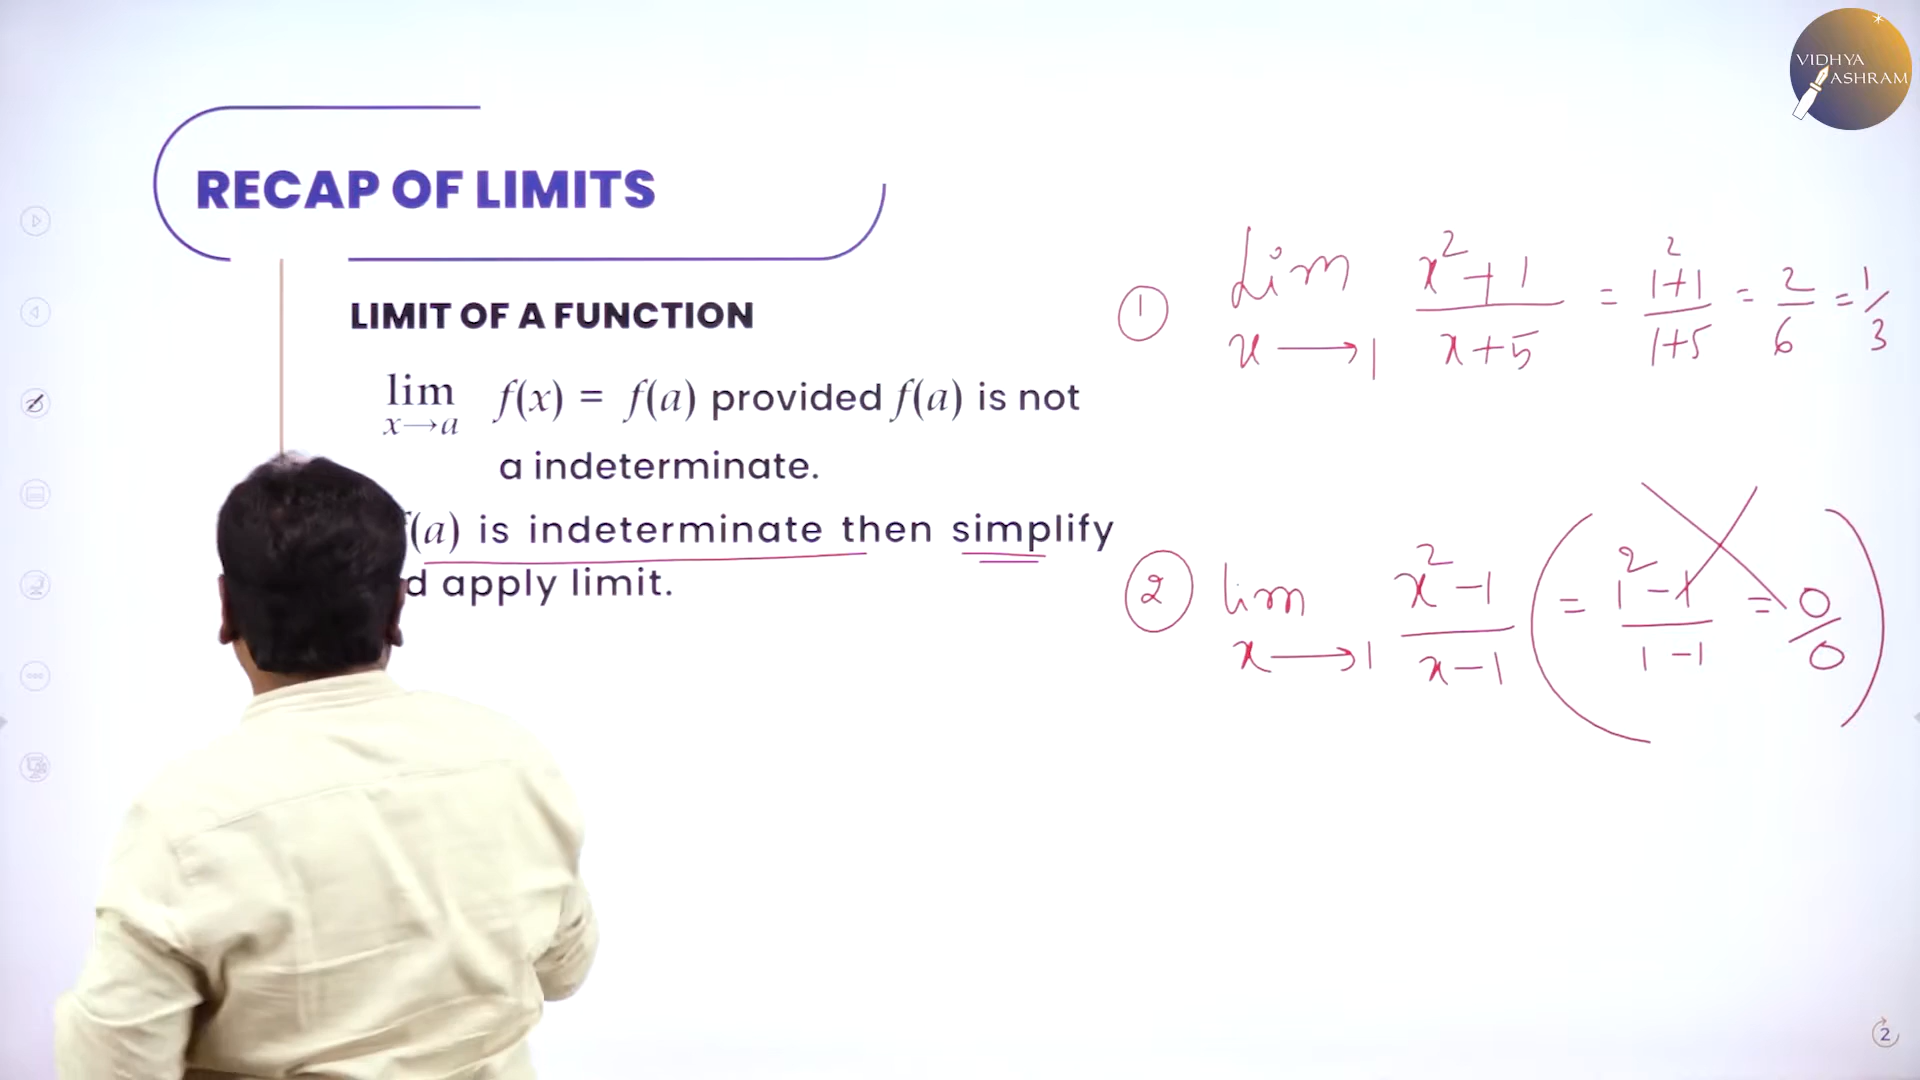 VIDHYA
ASHRAM
RECAP OF LIMITS
LIMIT OF A FUNCTION
lim x→a f(x) = f(a) provided f(a) is not
a indeterminate.
f(a) is indeterminate then simplify
d apply limit.
① Lim x→1 x²+1 / x+5 = 1²+1 / 1+5 = 2/6 = 1/3
② lim x→1 x²-1 / x-1 ( = 1²-1 / 1-1 = 0/0 )
2